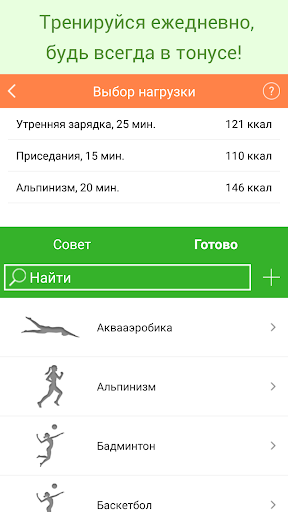 Тренируйся ежедневно,
будь всегда в тонусе!
Выбор нагрузки ?
Утренняя зарядка, 25 мин. 121 ккал
Приседания, 15 мин. 110 ккал
Альпинизм, 20 мин. 146 ккал
Совет Готово
Найти
Аквааэробика
Альпинизм
Бадминтон
Баскетбол